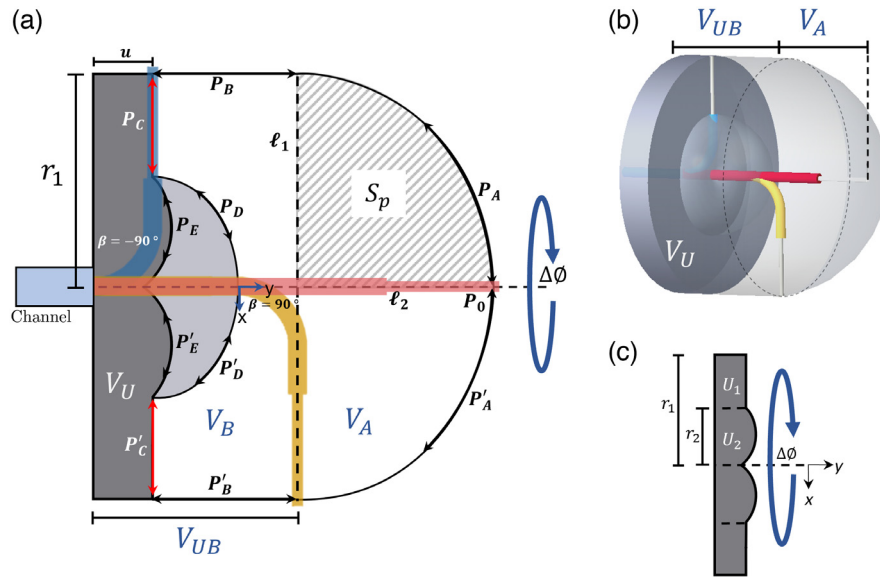 (a)
u
P_B
P_C
r_1
ℓ_1
S_p
P_A
P_D
P_E
β = −90°
y
β = 90°
x
ℓ_2
P_0
Δø
Channel
P'_E
P'_D
V_U
V_B
V_A
P'_A
P'_C
P'_B
V_UB
(b)
V_UB
V_A
V_U
(c)
U_1
r_1
r_2
U_2
Δø
y
x